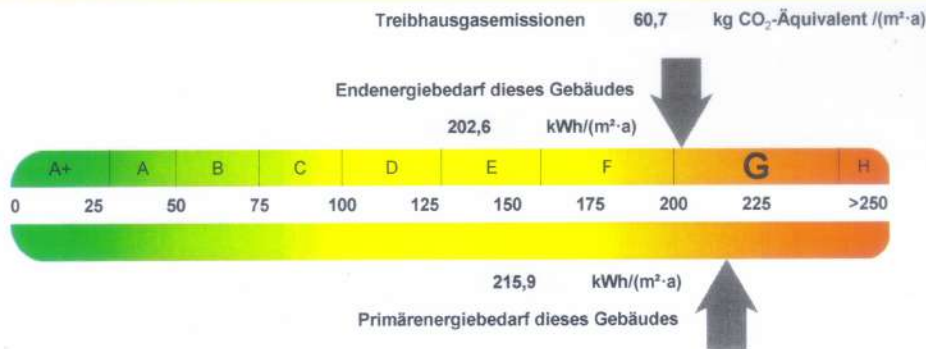 Treibhausgasemissionen 60,7 kg CO₂-Äquivalent /(m²·a)
Endenergiebedarf dieses Gebäudes
202,6 kWh/(m²·a)
A+ A B C D E F G H
0 25 50 75 100 125 150 175 200 225 >250
215,9 kWh/(m²·a)
Primärenergiebedarf dieses Gebäudes